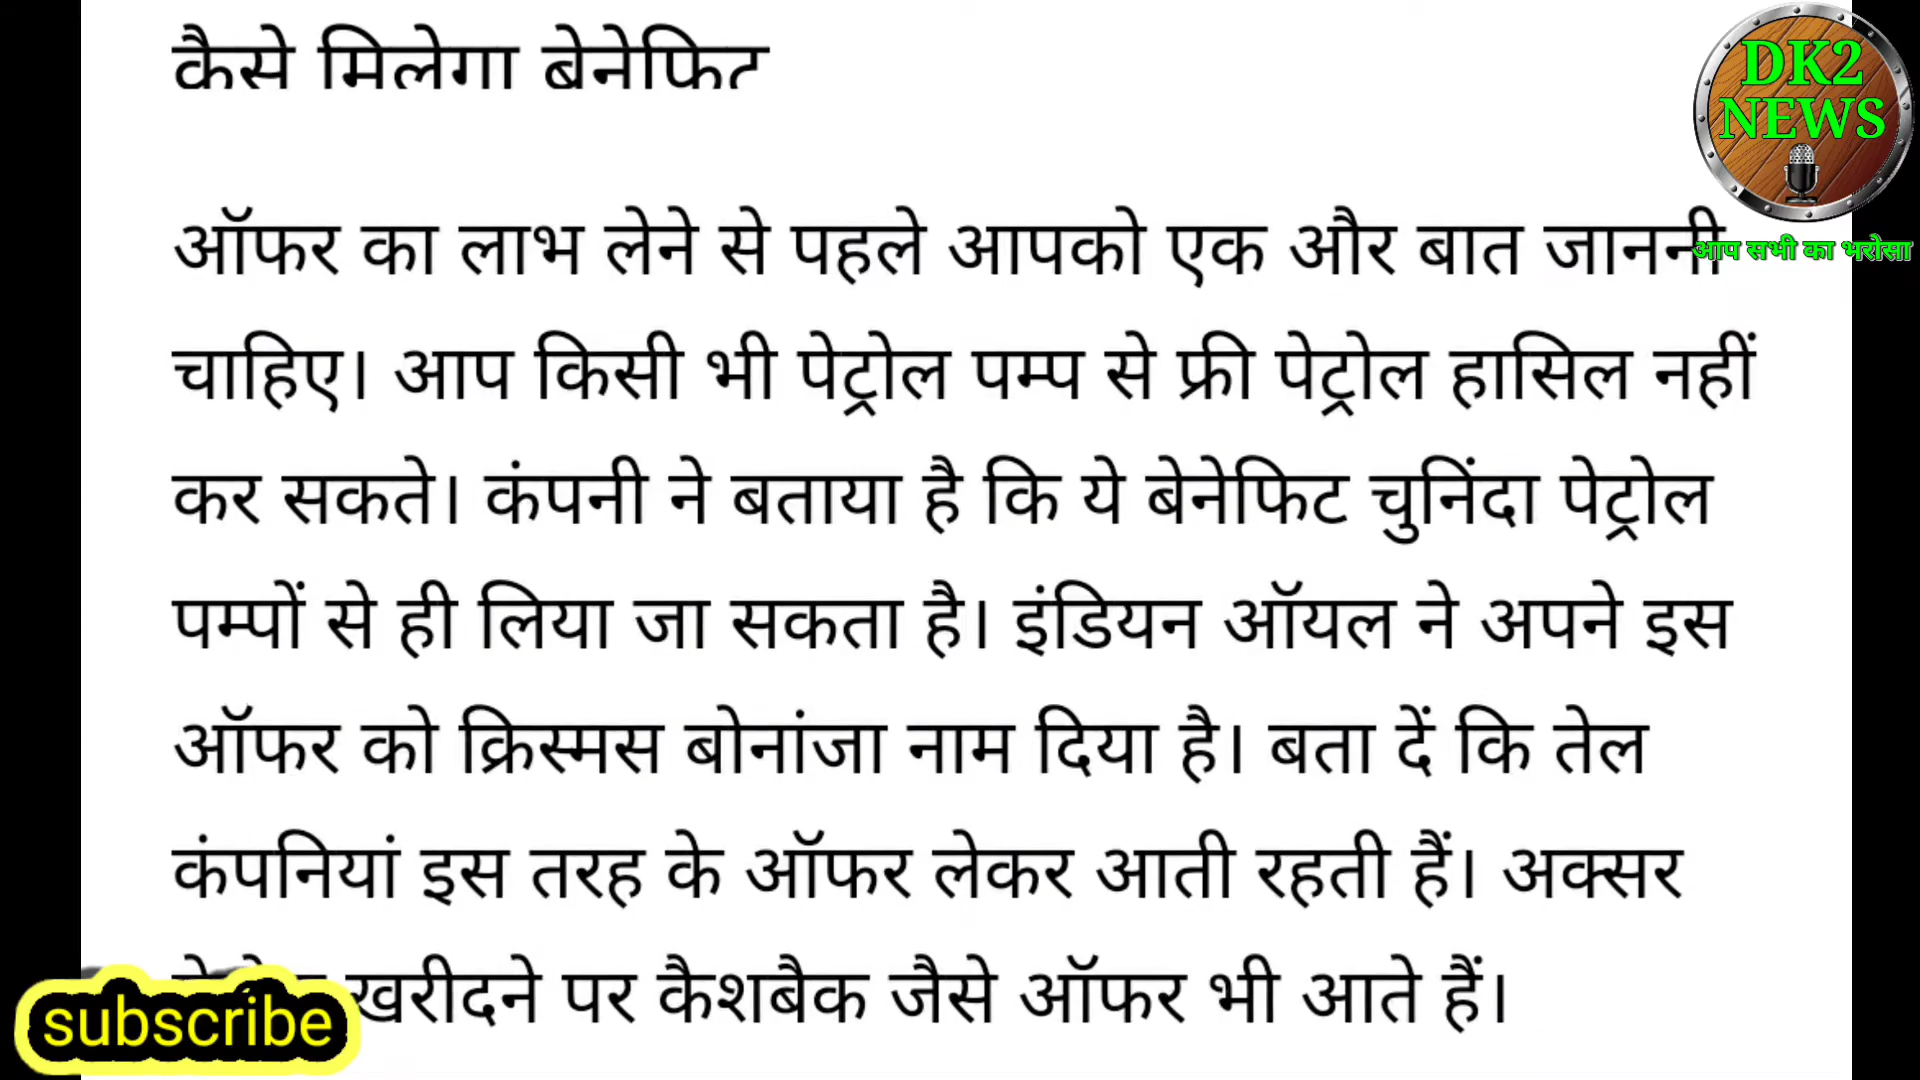 कैसे मिलेगा बेनेफिट
DK2
NEWS
आप सभी का भरोसा
ऑफर का लाभ लेने से पहले आपको एक और बात जाननी
चाहिए। आप किसी भी पेट्रोल पम्प से फ्री पेट्रोल हासिल नहीं
कर सकते। कंपनी ने बताया है कि ये बेनेफिट चुनिंदा पेट्रोल
पम्पों से ही लिया जा सकता है। इंडियन ऑयल ने अपने इस
ऑफर को क्रिस्मस बोनांजा नाम दिया है। बता दें कि तेल
कंपनियां इस तरह के ऑफर लेकर आती रहती हैं। अक्सर
खरीदने पर कैशबैक जैसे ऑफर भी आते हैं।
subscribe